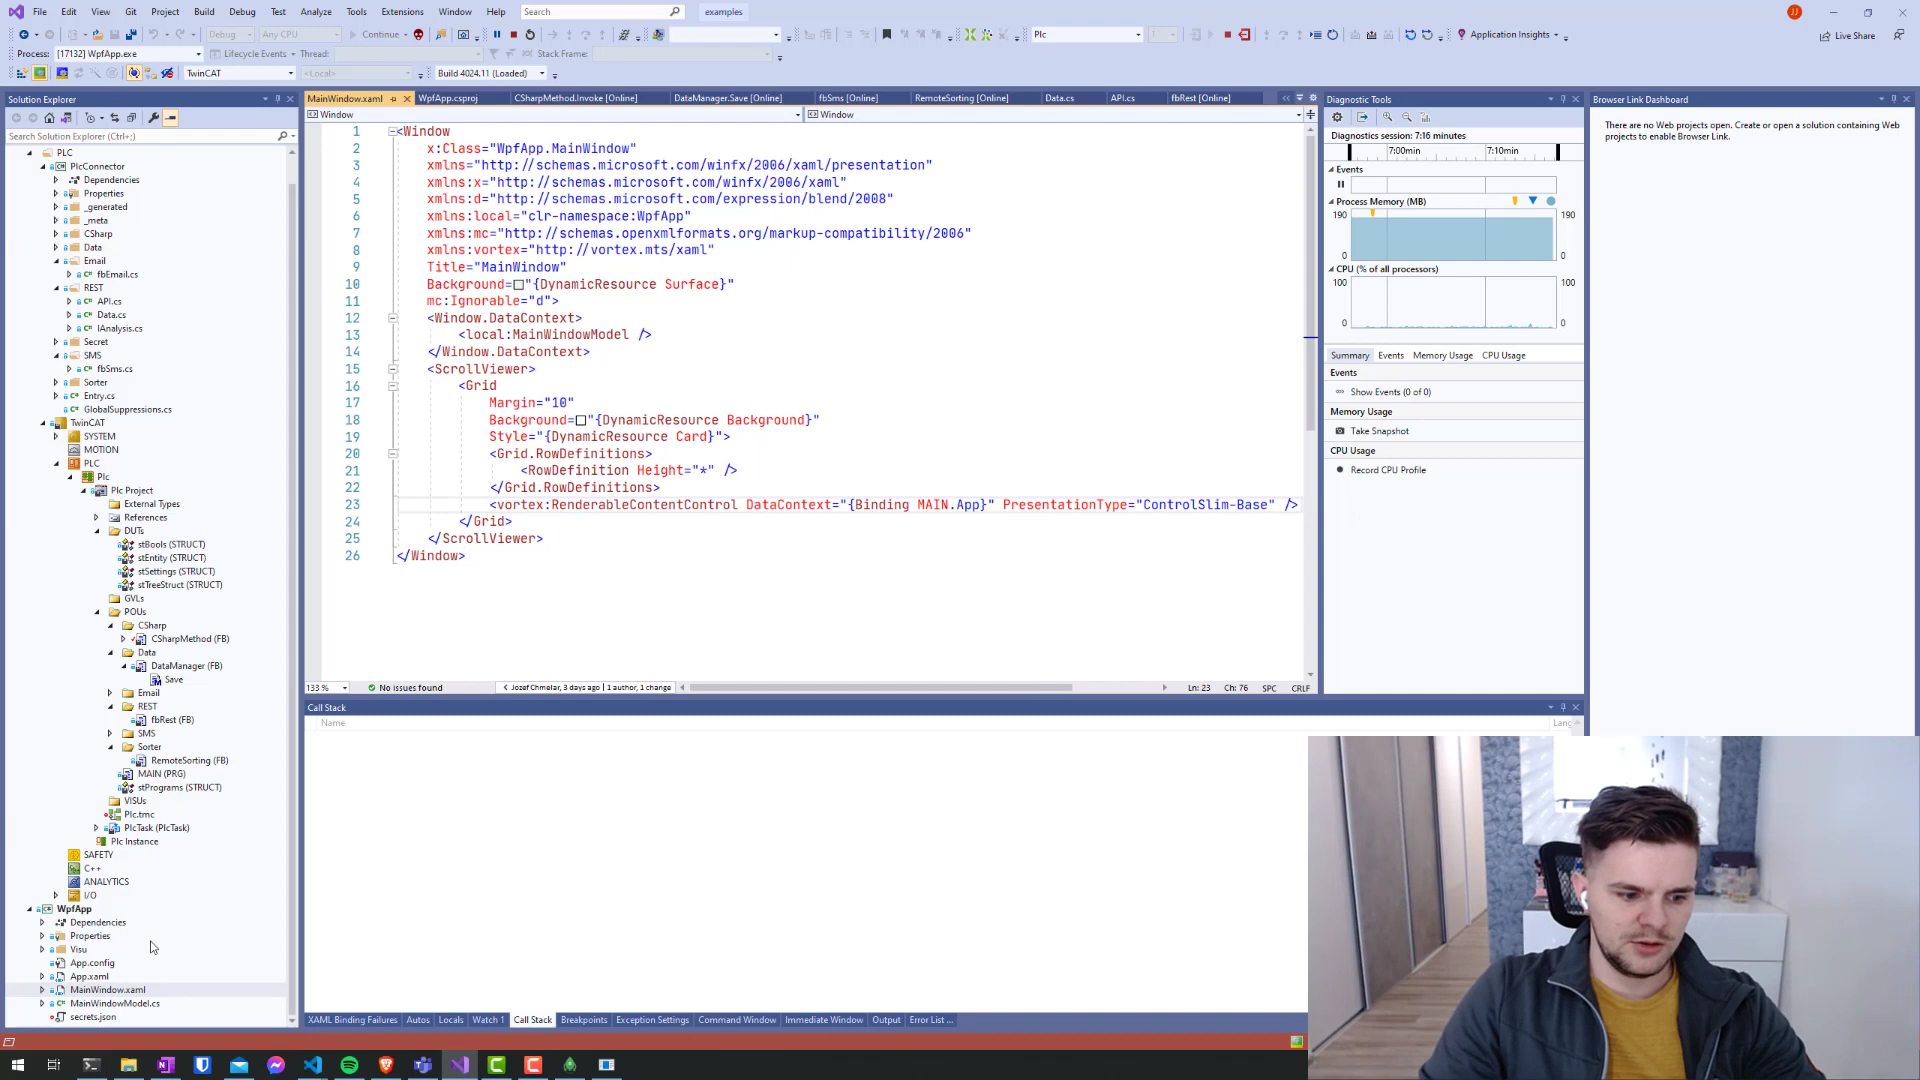 File Edit View Git Project Build Debug Test Analyze Tools Extensions Window Help Search examples JJ
Debug Any CPU Continue Plc Application Insights
Process: [17132] WpfApp.exe Lifecycle Events Thread: Stack Frame: Live Share
TwinCAT <Local> Build 4024.11 (Loaded)
Solution Explorer
Search Solution Explorer (Ctrl+;)
PLC
PlcConnector
Dependencies
Properties
_generated
_meta
CSharp
Data
Email
fbEmail.cs
REST
API.cs
Data.cs
IAnalysis.cs
Secret
SMS
fbSms.cs
Sorter
Entry.cs
GlobalSuppressions.cs
TwinCAT
SYSTEM
MOTION
PLC
Plc
Plc Project
External Types
References
DUTs
stBools (STRUCT)
stEntity (STRUCT)
stSettings (STRUCT)
stTreeStruct (STRUCT)
GVLs
POUs
CSharp
CSharpMethod (FB)
Data
DataManager (FB)
Save
Email
REST
fbRest (FB)
SMS
Sorter
RemoteSorting (FB)
MAIN (PRG)
stPrograms (STRUCT)
VISUs
Plc.tmc
PlcTask (PlcTask)
Plc Instance
SAFETY
C++
ANALYTICS
I/O
WpfApp
Dependencies
Properties
Visu
App.config
App.xaml
MainWindow.xaml
MainWindowModel.cs
secrets.json
MainWindow.xaml WpfApp.csproj CSharpMethod.Invoke [Online] DataManager.Save [Online] fbSms [Online] RemoteSorting [Online] Data.cs API.cs fbRest [Online]
Window Window
1 <Window
2 x:Class="WpfApp.MainWindow"
3 xmlns="http://schemas.microsoft.com/winfx/2006/xaml/presentation"
4 xmlns:x="http://schemas.microsoft.com/winfx/2006/xaml"
5 xmlns:d="http://schemas.microsoft.com/expression/blend/2008"
6 xmlns:local="clr-namespace:WpfApp"
7 xmlns:mc="http://schemas.openxmlformats.org/markup-compatibility/2006"
8 xmlns:vortex="http://vortex.mts/xaml"
9 Title="MainWindow"
10 Background="{DynamicResource Surface}"
11 mc:Ignorable="d">
12 <Window.DataContext>
13 <local:MainWindowModel />
14 </Window.DataContext>
15 <ScrollViewer>
16 <Grid
17 Margin="10"
18 Background="{DynamicResource Background}"
19 Style="{DynamicResource Card}">
20 <Grid.RowDefinitions>
21 <RowDefinition Height="*" />
22 </Grid.RowDefinitions>
23 <vortex:RenderableContentControl DataContext="{Binding MAIN.App}" PresentationType="ControlSlim-Base" />
24 </Grid>
25 </ScrollViewer>
26 </Window>
133 % No issues found Jozef Chmelar, 3 days ago | 1 author, 1 change Ln: 23 Ch: 76 SPC CRLF
Call Stack
Name Lang
XAML Binding Failures Autos Locals Watch 1 Call Stack Breakpoints Exception Settings Command Window Immediate Window Output Error List ...
Diagnostic Tools
Diagnostics session: 7:16 minutes
7:00min 7:10min
Events
Process Memory (MB)
190 190
0 0
CPU (% of all processors)
100 100
0 0
Summary Events Memory Usage CPU Usage
Events
Show Events (0 of 0)
Memory Usage
Take Snapshot
CPU Usage
Record CPU Profile
Browser Link Dashboard
There are no Web projects open. Create or open a solution containing Web
projects to enable Browser Link.